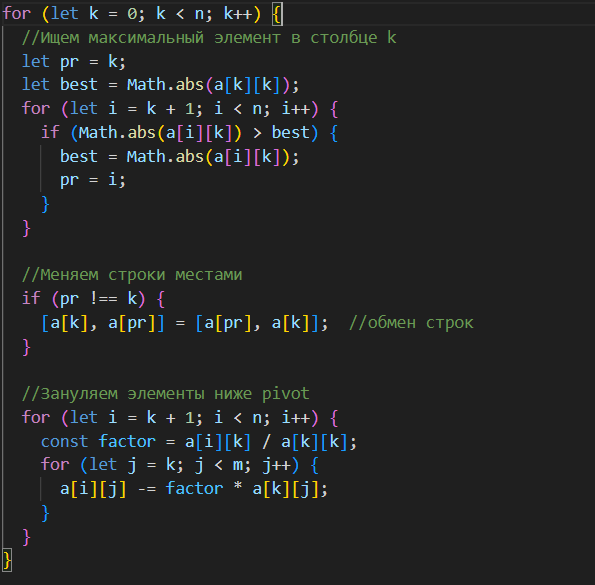 for (let k = 0; k < n; k++) {
  //Ищем максимальный элемент в столбце k
  let pr = k;
  let best = Math.abs(a[k][k]);
  for (let i = k + 1; i < n; i++) {
    if (Math.abs(a[i][k]) > best) {
      best = Math.abs(a[i][k]);
      pr = i;
    }
  }

  //Меняем строки местами
  if (pr !== k) {
    [a[k], a[pr]] = [a[pr], a[k]];  //обмен строк
  }

  //Зануляем элементы ниже pivot
  for (let i = k + 1; i < n; i++) {
    const factor = a[i][k] / a[k][k];
    for (let j = k; j < m; j++) {
      a[i][j] -= factor * a[k][j];
    }
  }
}